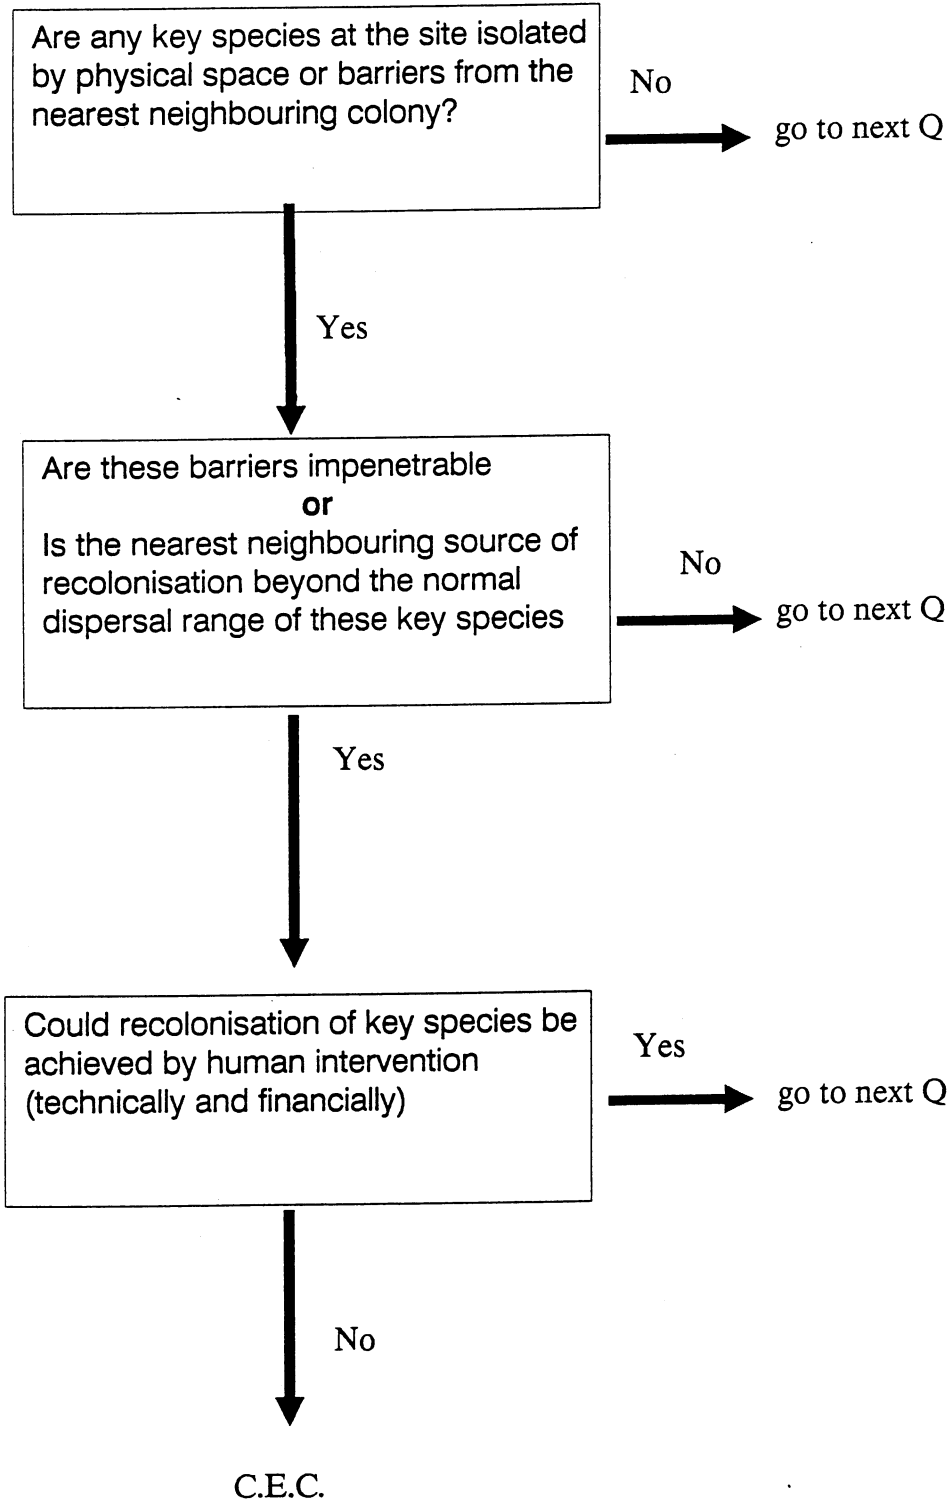 Are any key species at the site isolated
by physical space or barriers from the
nearest neighbouring colony?
No
go to next Q
Yes
Are these barriers impenetrable
or
Is the nearest neighbouring source of
recolonisation beyond the normal
dispersal range of these key species
No
go to next Q
Yes
Could recolonisation of key species be
achieved by human intervention
(technically and financially)
Yes
go to next Q
No
C.E.C.